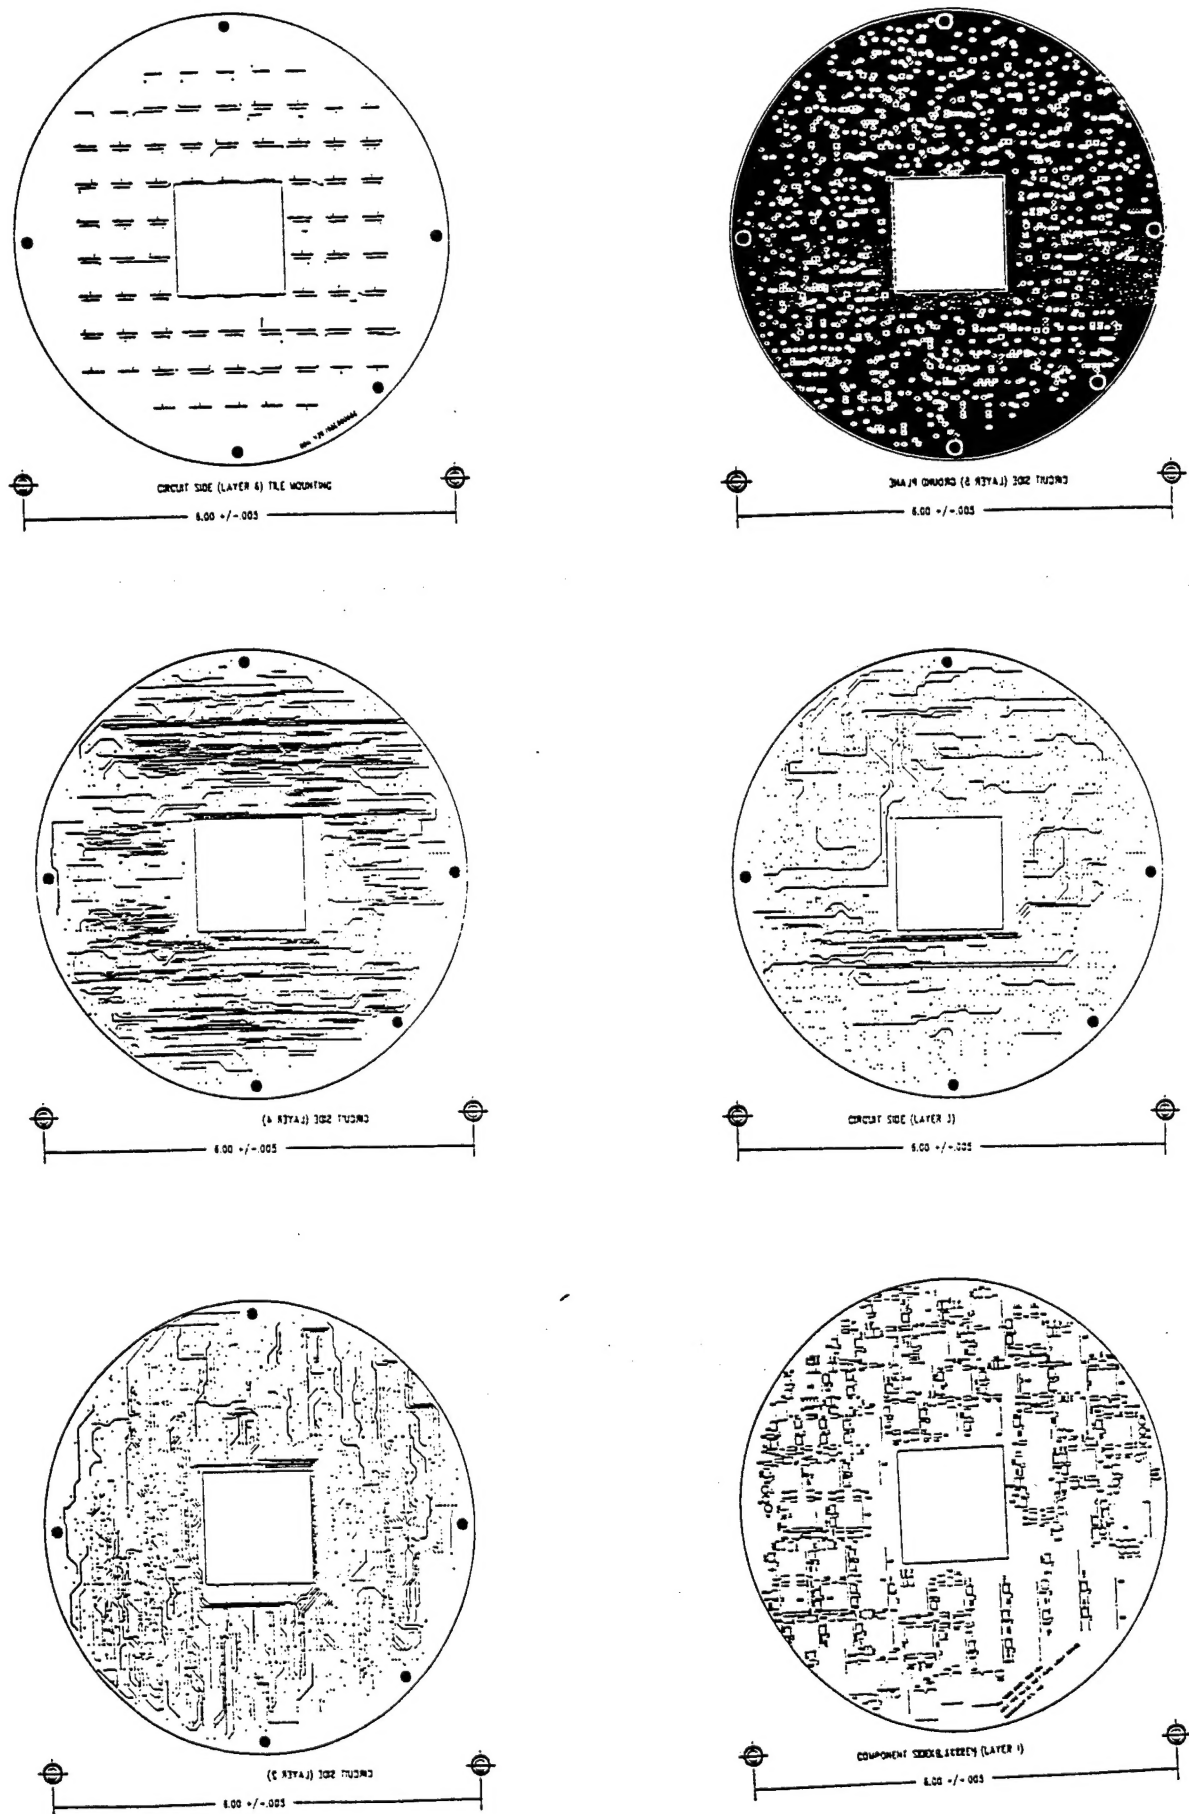 CIRCUIT SIDE (LAYER 6) TILE MOUNTING
6.00 +/-.005
CIRCUIT SIDE (LAYER 5) GROUND PLANE
6.00 +/-.005
CIRCUIT SIDE (LAYER 4)
6.00 +/-.005
CIRCUIT SIDE (LAYER 3)
6.00 +/-.005
CIRCUIT SIDE (LAYER 2)
6.00 +/-.005
COMPONENT (LAYER 1)
6.00 +/-.005